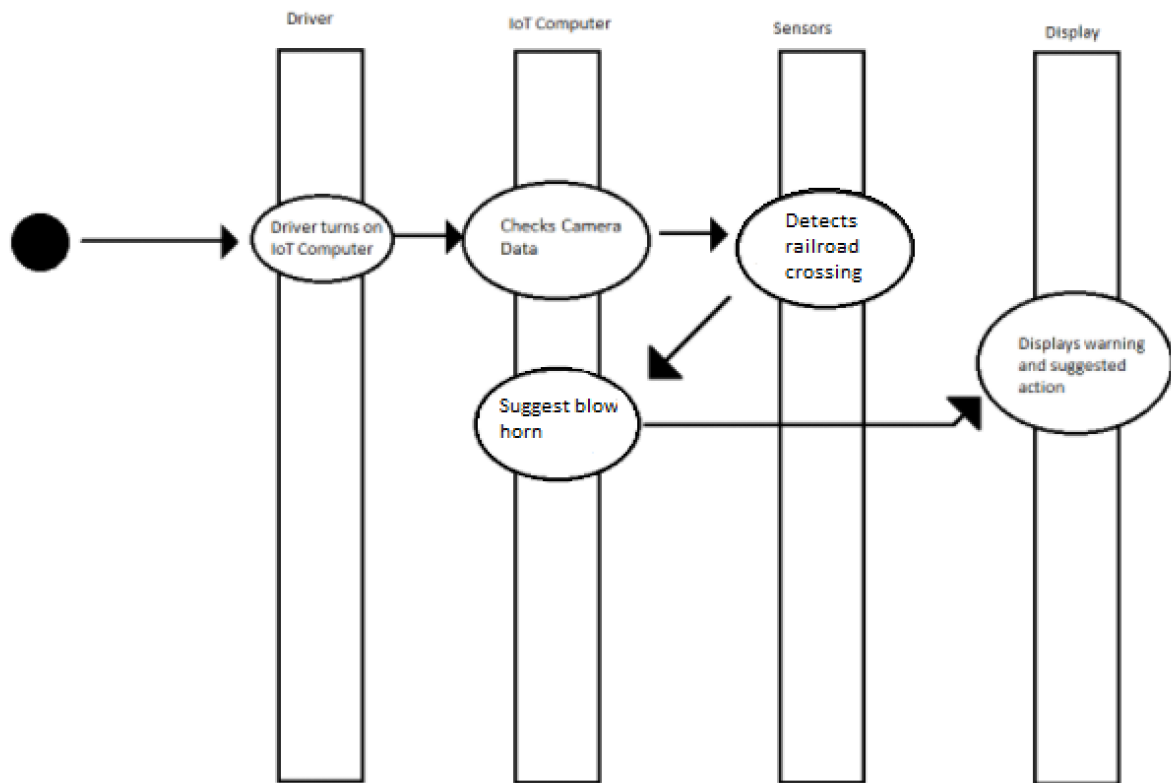 Driver
IoT Computer
Sensors
Display
Driver turns on
IoT Computer
Checks Camera
Data
Detects
railroad
crossing
Suggest blow
horn
Displays warning
and suggested
action